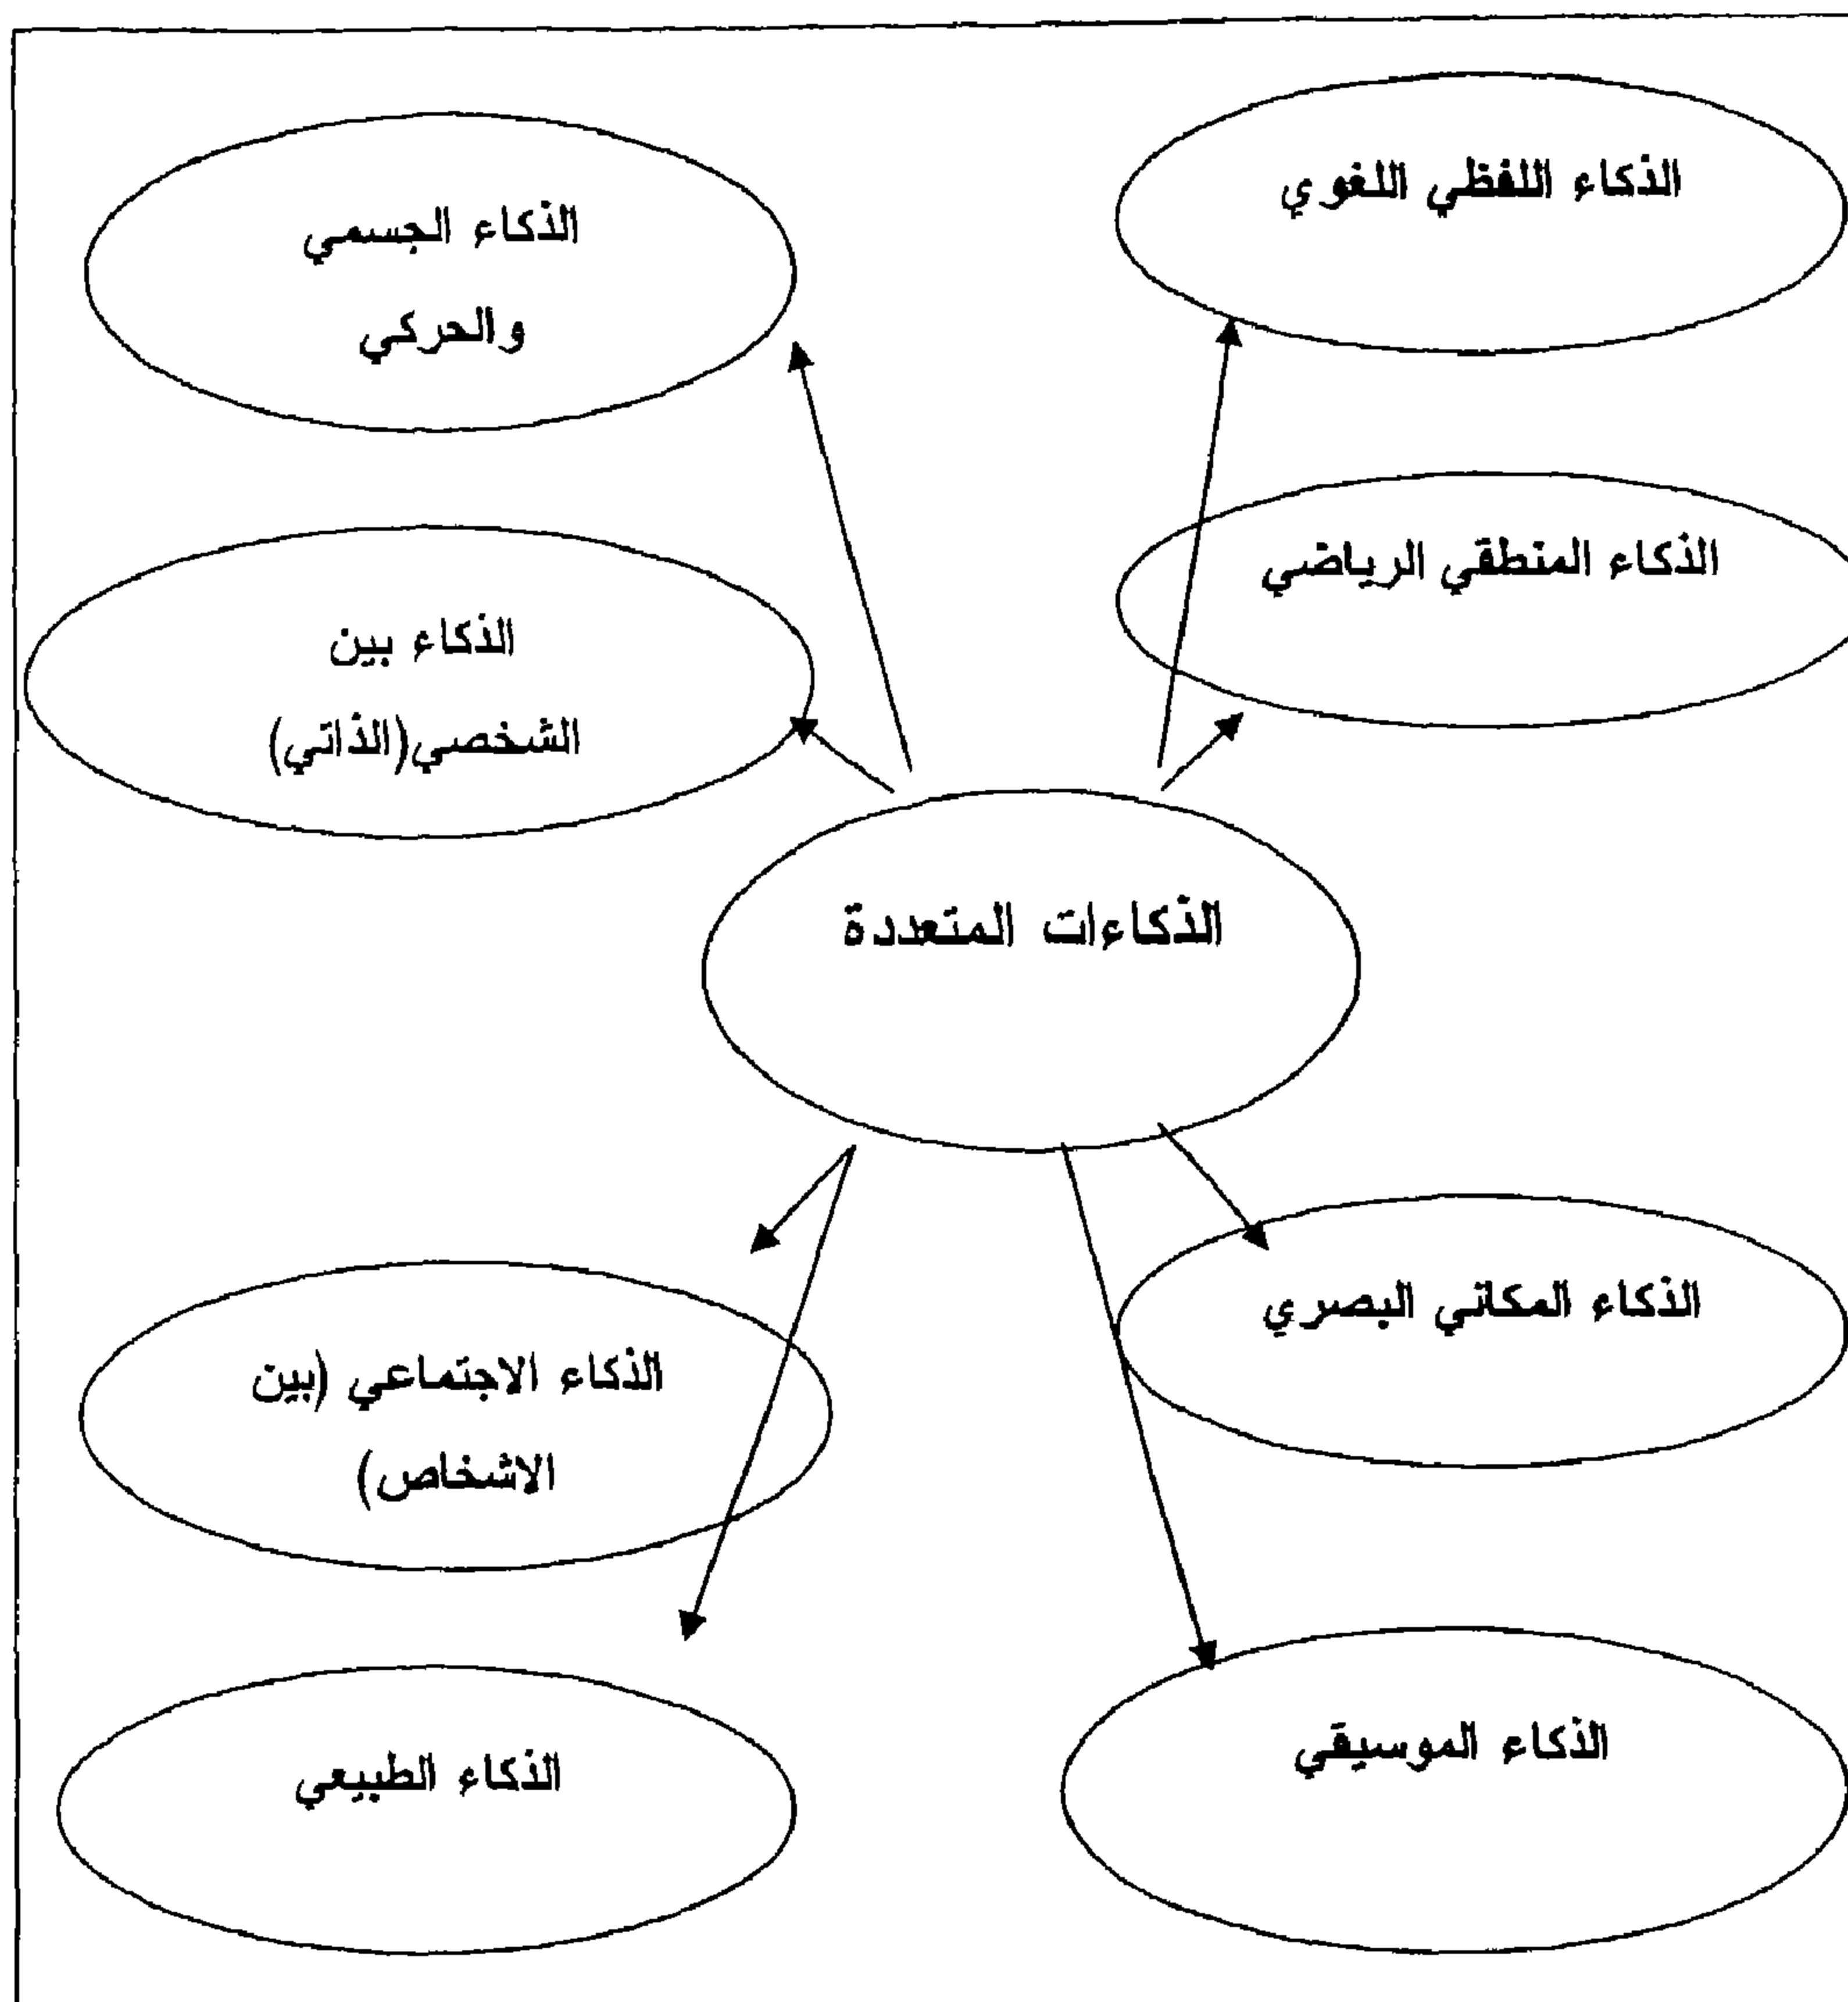 الذكاء اللفظي اللغوي
الذكاء الجسمي
والحركي
الذكاء المنطقي الرياضي
الذكاء بين
الشخصي(الذاتي)
الذكاءات المتعددة
الذكاء المكاني البصري
الذكاء الاجتماعي (بين
الاشخاص)
الذكاء الموسيقي
الذكاء الطبيعي